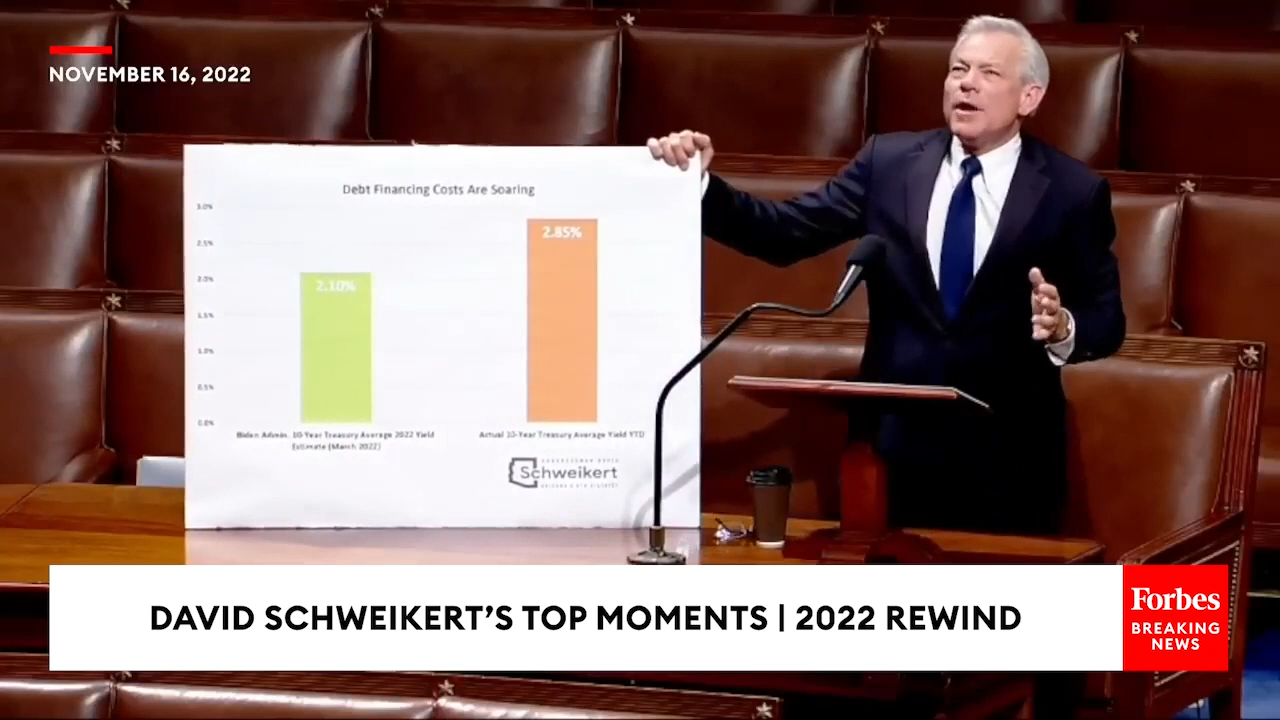 NOVEMBER 16, 2022
Debt Financing Costs Are Soaring
3.0%
2.5%
2.0%
1.5%
1.0%
0.5%
0.0%
2.10%
2.85%
Biden Admin. 10-Year Treasury Average 2022 Yield
Estimate (March 2022)
Actual 10-Year Treasury Average Yield YTD
CONGRESSMAN DAVID
Schweikert
DAVID SCHWEIKERT’S TOP MOMENTS | 2022 REWIND
Forbes
BREAKING
NEWS